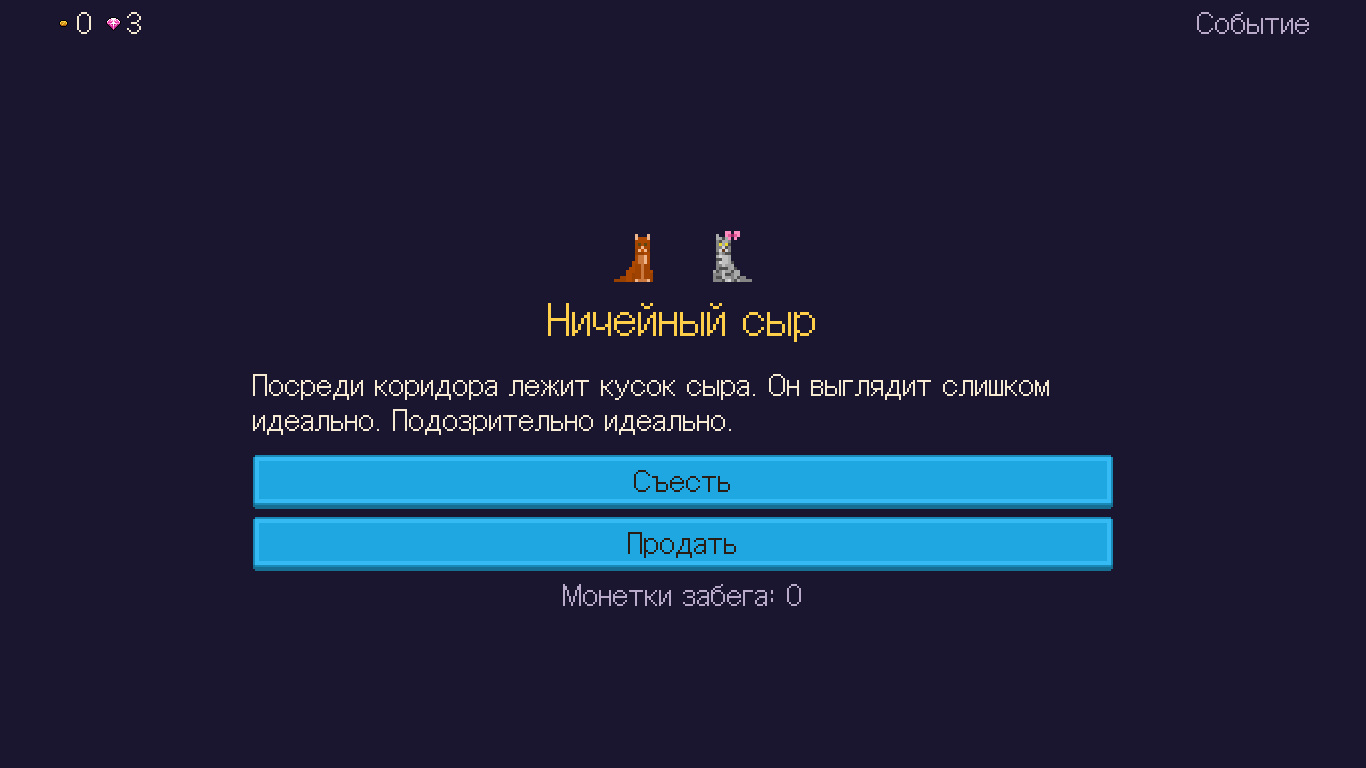 0 3
Событие
Ничейный сыр
Посреди коридора лежит кусок сыра. Он выглядит слишком
идеально. Подозрительно идеально.
Съесть
Продать
Монетки забега: 0